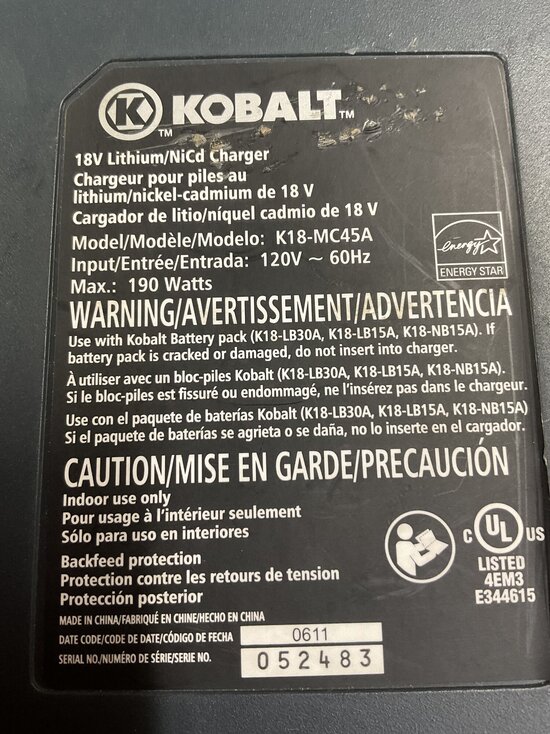 K KOBALT™
™
18V Lithium/NiCd Charger
Chargeur pour piles au
lithium/nickel-cadmium de 18 V
Cargador de litio/níquel cadmio de 18 V
Model/Modèle/Modelo: K18-MC45A
Input/Entrée/Entrada: 120V ~ 60Hz
Max.: 190 Watts
energy
ENERGY STAR
WARNING/AVERTISSEMENT/ADVERTENCIA
Use with Kobalt Battery pack (K18-LB30A, K18-LB15A, K18-NB15A). If
battery pack is cracked or damaged, do not insert into charger.
À utiliser avec un bloc-piles Kobalt (K18-LB30A, K18-LB15A, K18-NB15A).
Si le bloc-piles est fissuré ou endommagé, ne l'insérez pas dans le chargeur.
Use con el paquete de baterías Kobalt (K18-LB30A, K18-LB15A, K18-NB15A)
Si el paquete de baterías se agrieta o se daña, no lo inserte en el cargador.
CAUTION/MISE EN GARDE/PRECAUCIÓN
Indoor use only
Pour usage à l'intérieur seulement
Sólo para uso en interiores
Backfeed protection
Protection contre les retours de tension
Protección posterior
C UL US
LISTED
4EM3
E344615
MADE IN CHINA/FABRIQUÉ EN CHINE/HECHO EN CHINA
DATE CODE/CODE DE DATE/CÓDIGO DE FECHA 0611
SERIAL NO./NUMÉRO DE SÉRIE/SERIE NO. 052483